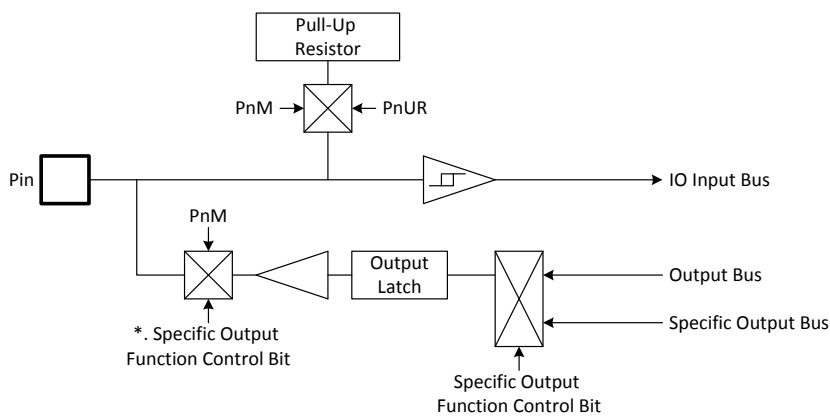 Pull-Up
Resistor
PnM
PnUR
Pin
IO Input Bus
PnM
Output
Latch
Output Bus
Specific Output Bus
*. Specific Output
Function Control Bit
Specific Output
Function Control Bit